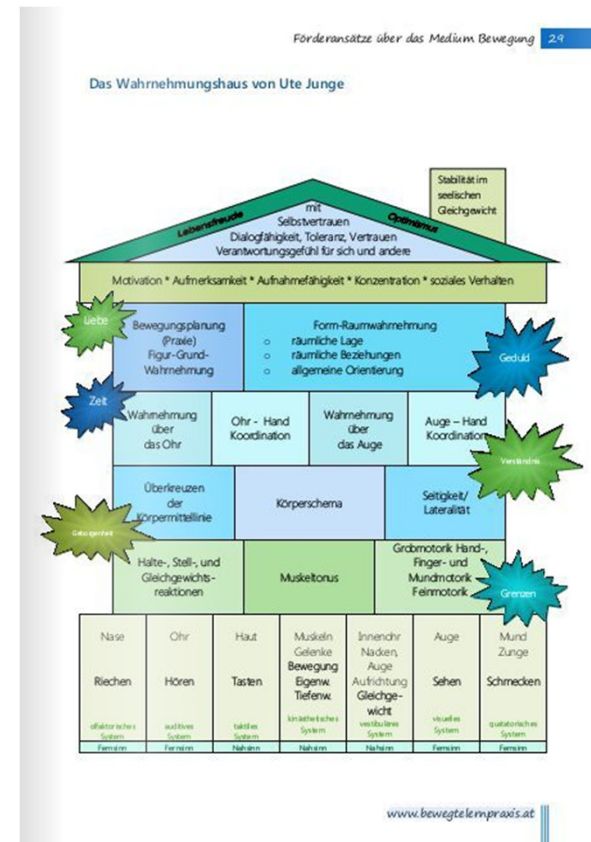 Förderansätze über das Medium Bewegung 29
Das Wahrnehmungshaus von Ute Junge
Stabilität im
seelischen
Gleichgewicht
Lebensfreude
Optimismus
mit
Selbstvertrauen
Dialogfähigkeit, Toleranz, Vertrauen
Verantwortungsgefühl für sich und andere
Motivation * Aufmerksamkeit * Aufnahmefähigkeit * Konzentration * soziales Verhalten
Liebe
Bewegungsplanung
(Praxie)
Figur-Grund-
Wahrnehmung
Form-Raumwahrnehmung
o räumliche Lage
o räumliche Beziehungen
o allgemeine Orientierung
Geduld
Zeit
Wahrnehmung
über
das Ohr
Ohr - Hand
Koordination
Wahrnehmung
über
das Auge
Auge – Hand
Koordination
Verständnis
Überkreuzen
der
Körpermittellinie
Körperschema
Seitigkeit/
Lateralität
Geborgenheit
Halte-, Stell-, und
Gleichgewichts-
reaktionen
Muskeltonus
Grobmotorik Hand-,
Finger- und
Mundmotorik
Feinmotorik
Grenzen
Nase
Riechen
olfaktorisches
System
Fernsinn
Ohr
Hören
auditives
System
Fernsinn
Haut
Tasten
taktiles
System
Nahsinn
Muskeln
Gelenke
Bewegung
Eigenw.
Tiefenw.
kinästhetisches
System
Nahsinn
Innenohr
Nacken,
Auge
Aufrichtung
Gleichge-
wicht
vestibuläres
System
Nahsinn
Auge
Sehen
visuelles
System
Fernsinn
Mund
Zunge
Schmecken
gustatorisches
System
Fernsinn
www.bewegtelernpraxis.at